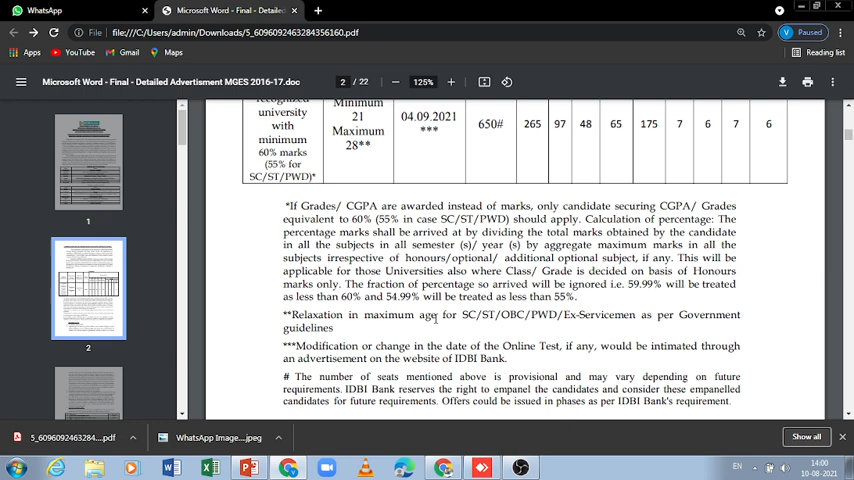 WhatsApp
Microsoft Word - Final - Detailed
File
file:///C:/Users/admin/Downloads/5_6096092463284356160.pdf
V
Paused
Apps
YouTube
Gmail
Maps
Reading list
Microsoft Word - Final - Detailed Advertisment MGES 2016-17.doc
2 / 22
125%
1
2
recognized
university
with
minimum
60% marks
(55% for
SC/ST/PWD)*
Minimum
21
Maximum
28**
04.09.2021
***
650#
265
97
48
65
175
7
6
7
6
*If Grades/ CGPA are awarded instead of marks, only candidate securing CGPA/ Grades
equivalent to 60% (55% in case SC/ST/PWD) should apply. Calculation of percentage: The
percentage marks shall be arrived at by dividing the total marks obtained by the candidate
in all the subjects in all semester (s)/ year (s) by aggregate maximum marks in all the
subjects irrespective of honours/optional/ additional optional subject, if any. This will be
applicable for those Universities also where Class/ Grade is decided on basis of Honours
marks only. The fraction of percentage so arrived will be ignored i.e. 59.99% will be treated
as less than 60% and 54.99% will be treated as less than 55%.
**Relaxation in maximum age for SC/ST/OBC/PWD/Ex-Servicemen as per Government
guidelines
***Modification or change in the date of the Online Test, if any, would be intimated through
an advertisement on the website of IDBI Bank.
# The number of seats mentioned above is provisional and may vary depending on future
requirements. IDBI Bank reserves the right to empanel the candidates and consider these empanelled
candidates for future requirements. Offers could be issued in phases as per IDBI Bank's requirement.
5_6096092463284....pdf
WhatsApp Image....jpeg
Show all
EN
14:00
10-08-2021